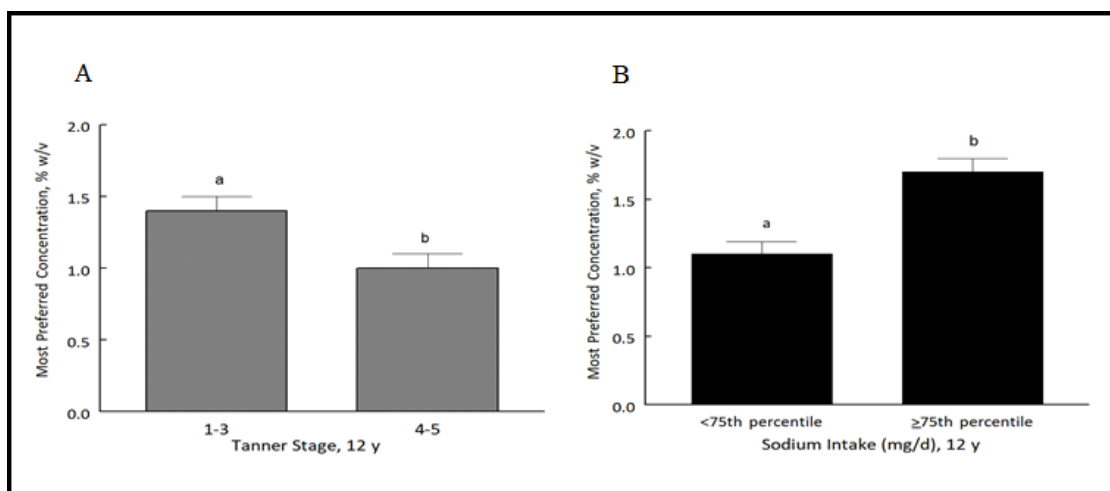 A
Most Preferred Concentration, % w/v
2.0
1.5
1.0
0.5
0.0
a
b
1-3 4-5
Tanner Stage, 12 y
B
Most Preferred Concentration, % w/v
2.0
1.5
1.0
0.5
0.0
a
b
<75th percentile ≥75th percentile
Sodium Intake (mg/d), 12 y